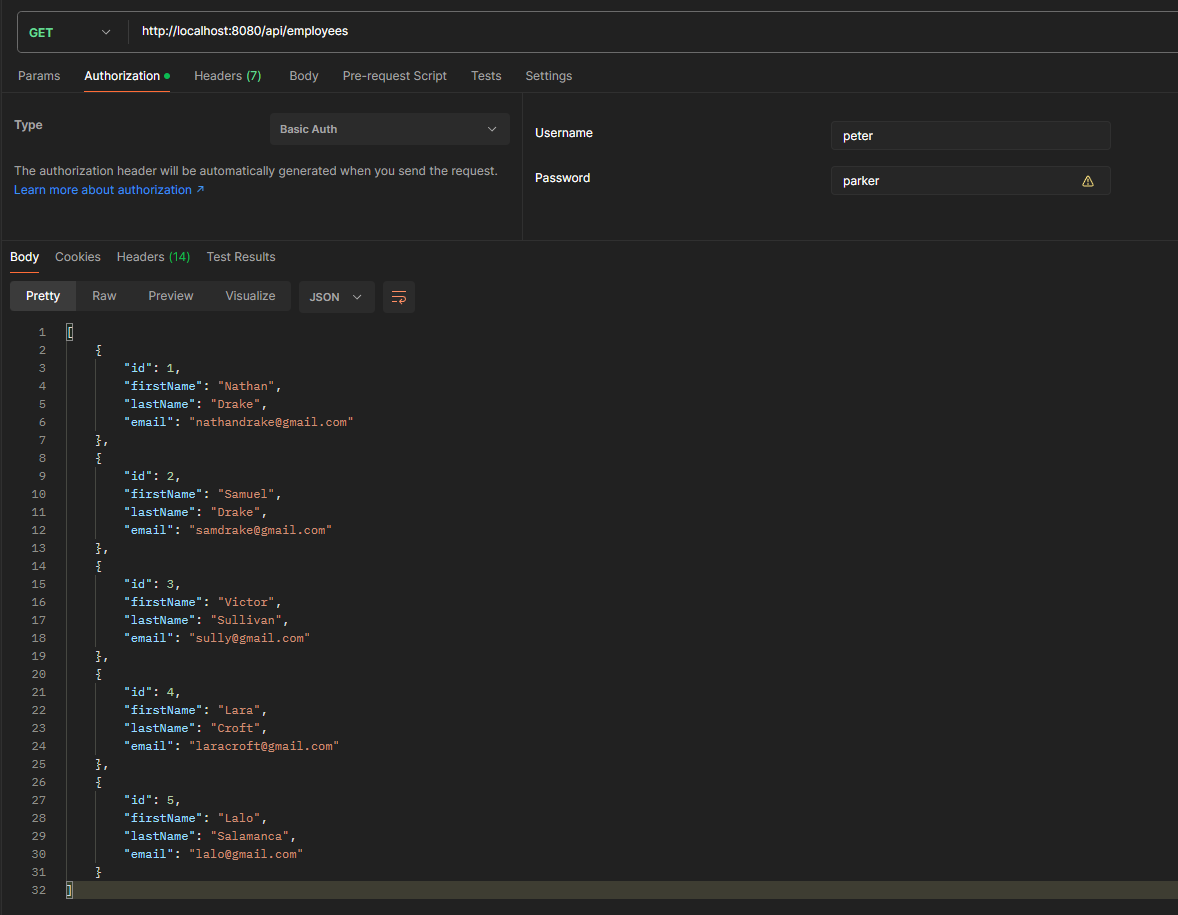 GET http://localhost:8080/api/employees
Params Authorization Headers (7) Body Pre-request Script Tests Settings
Type Basic Auth
The authorization header will be automatically generated when you send the request.
Learn more about authorization ↗
Username peter
Password parker
Body Cookies Headers (14) Test Results
Pretty Raw Preview Visualize JSON
1 [
2 {
3 "id": 1,
4 "firstName": "Nathan",
5 "lastName": "Drake",
6 "email": "nathandrake@gmail.com"
7 },
8 {
9 "id": 2,
10 "firstName": "Samuel",
11 "lastName": "Drake",
12 "email": "samdrake@gmail.com"
13 },
14 {
15 "id": 3,
16 "firstName": "Victor",
17 "lastName": "Sullivan",
18 "email": "sully@gmail.com"
19 },
20 {
21 "id": 4,
22 "firstName": "Lara",
23 "lastName": "Croft",
24 "email": "laracroft@gmail.com"
25 },
26 {
27 "id": 5,
28 "firstName": "Lalo",
29 "lastName": "Salamanca",
30 "email": "lalo@gmail.com"
31 }
32 ]